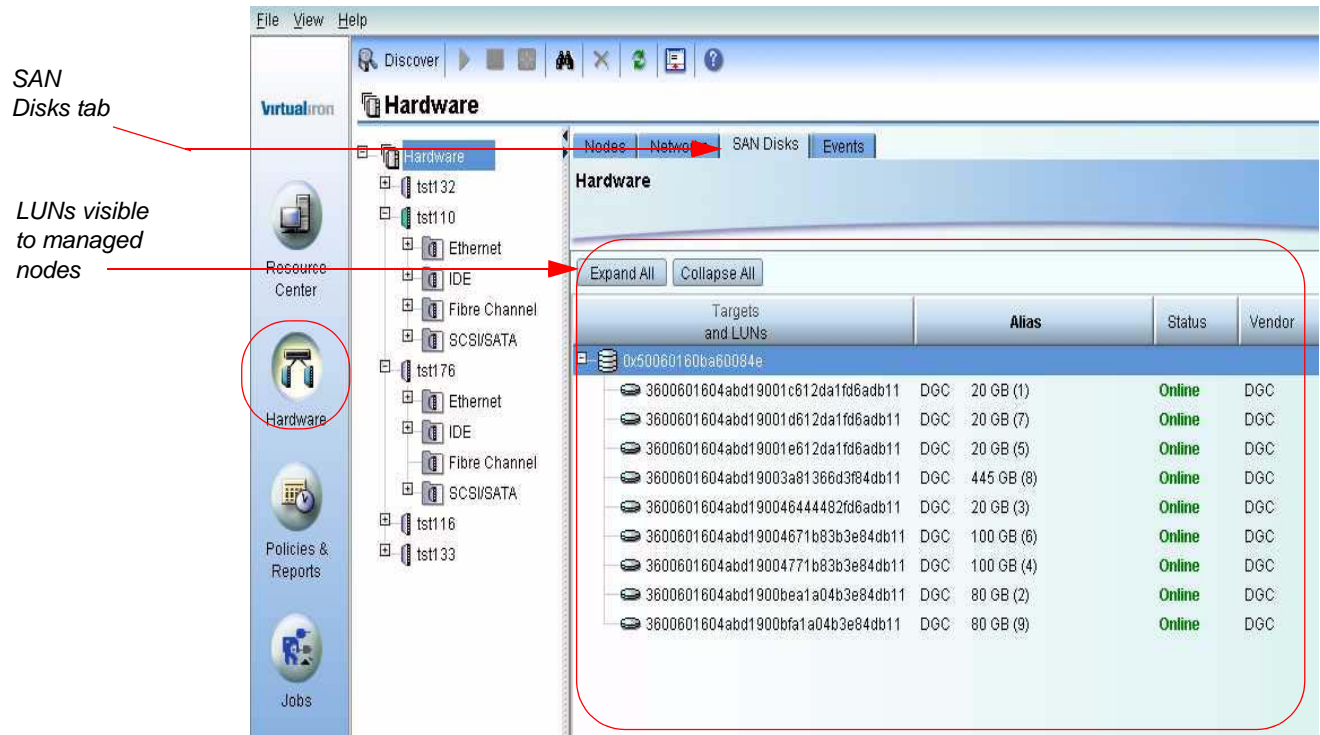 File View Help
Discover
SAN
Disks tab
LUNs visible
to managed
nodes
Virtualiron
Hardware
Resource
Center
Hardware
Policies &
Reports
Jobs
Hardware
tst132
tst110
Ethernet
IDE
Fibre Channel
SCSI/SATA
tst176
Ethernet
IDE
Fibre Channel
SCSI/SATA
tst116
tst133
Nodes Networks SAN Disks Events
Hardware
Expand All Collapse All
Targets
and LUNs Alias Status Vendor
0x50060160ba60084e
3600601604abd19001c612da1fd6adb11 DGC 20 GB (1) Online DGC
3600601604abd19001d612da1fd6adb11 DGC 20 GB (7) Online DGC
3600601604abd19001e612da1fd6adb11 DGC 20 GB (5) Online DGC
3600601604abd19003a81366d3f84db11 DGC 445 GB (8) Online DGC
3600601604abd190046444482fd6adb11 DGC 20 GB (3) Online DGC
3600601604abd19004671b83b3e84db11 DGC 100 GB (6) Online DGC
3600601604abd19004771b83b3e84db11 DGC 100 GB (4) Online DGC
3600601604abd1900bea1a04b3e84db11 DGC 80 GB (2) Online DGC
3600601604abd1900bfa1a04b3e84db11 DGC 80 GB (9) Online DGC